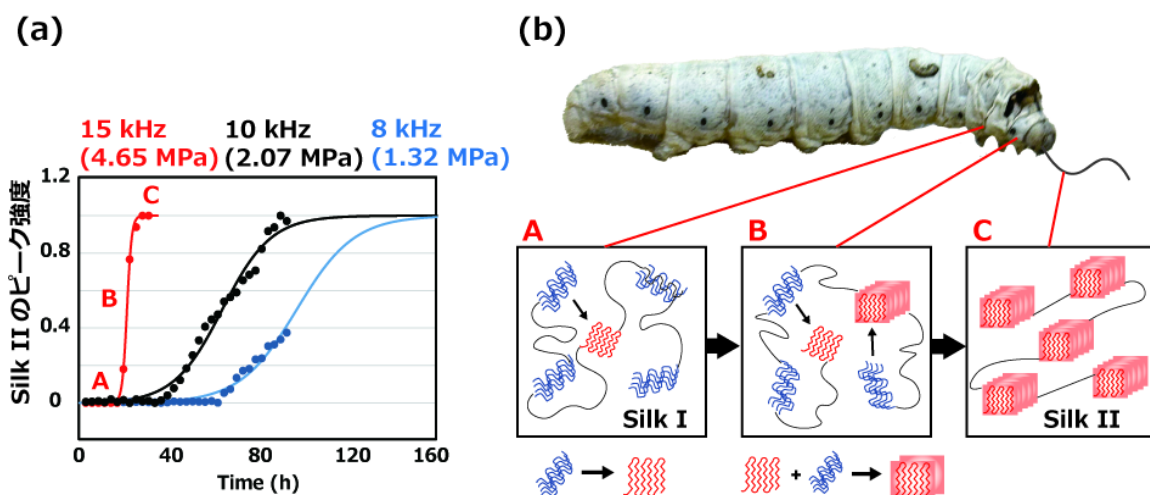 (a)
15 kHz
(4.65 MPa)
10 kHz
(2.07 MPa)
8 kHz
(1.32 MPa)
Silk II のピーク強度
1.2
0.8
0.4
0
C
B
A
0
40
80
120
160
Time (h)
(b)
A
B
C
Silk I
Silk II
+